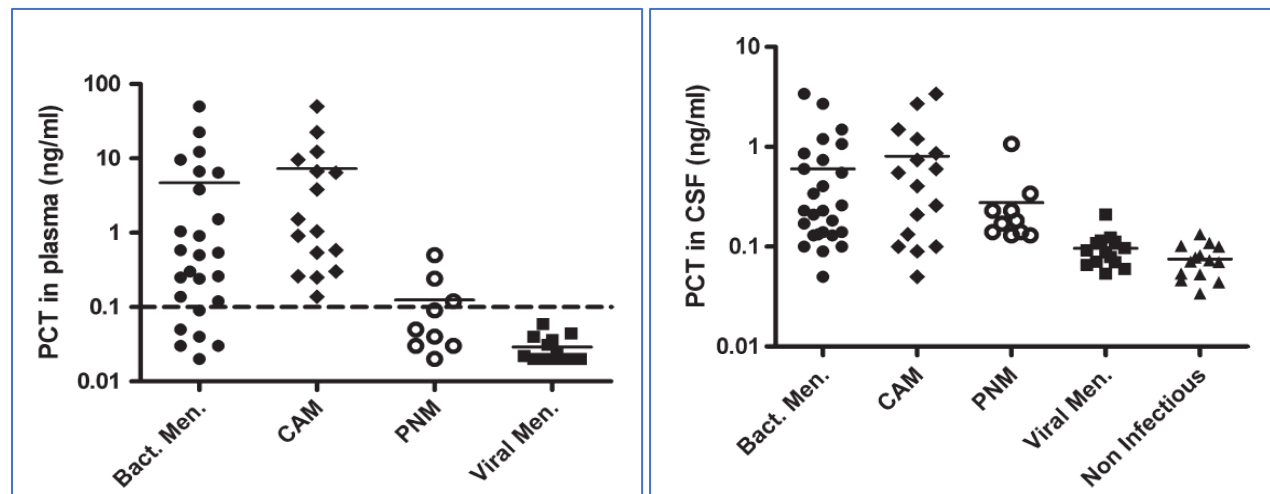 PCT in plasma (ng/ml)
100
10
1
0.1
0.01
Bact. Men.
CAM
PNM
Viral Men.
PCT in CSF (ng/ml)
10
1
0.1
0.01
Bact. Men.
CAM
PNM
Viral Men.
Non Infectious